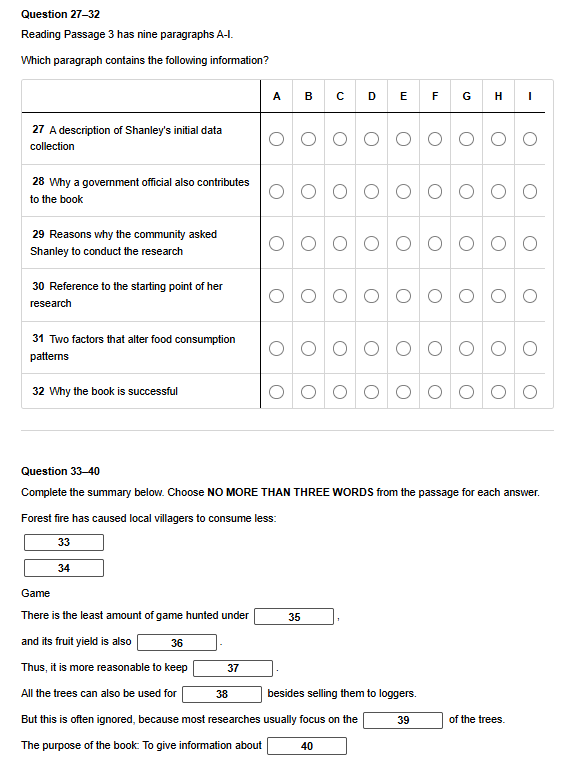 Question 27–32
Reading Passage 3 has nine paragraphs A-I.
Which paragraph contains the following information?
A B C D E F G H I
27 A description of Shanley's initial data
collection
28 Why a government official also contributes
to the book
29 Reasons why the community asked
Shanley to conduct the research
30 Reference to the starting point of her
research
31 Two factors that alter food consumption
patterns
32 Why the book is successful
Question 33–40
Complete the summary below. Choose NO MORE THAN THREE WORDS from the passage for each answer.
Forest fire has caused local villagers to consume less:
33
34
Game
There is the least amount of game hunted under 35 ,
and its fruit yield is also 36 .
Thus, it is more reasonable to keep 37 .
All the trees can also be used for 38 besides selling them to loggers.
But this is often ignored, because most researches usually focus on the 39 of the trees.
The purpose of the book: To give information about 40